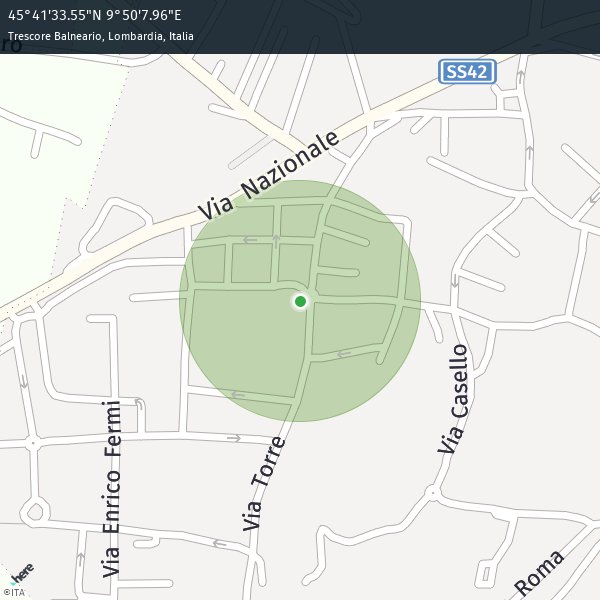 45°41'33.55"N 9°50'7.96"E
Trescore Balneario, Lombardia, Italia
ro
SS42
Via Nazionale
Via Casello
Via Enrico Fermi
Via Torre
Roma
here
©ITA